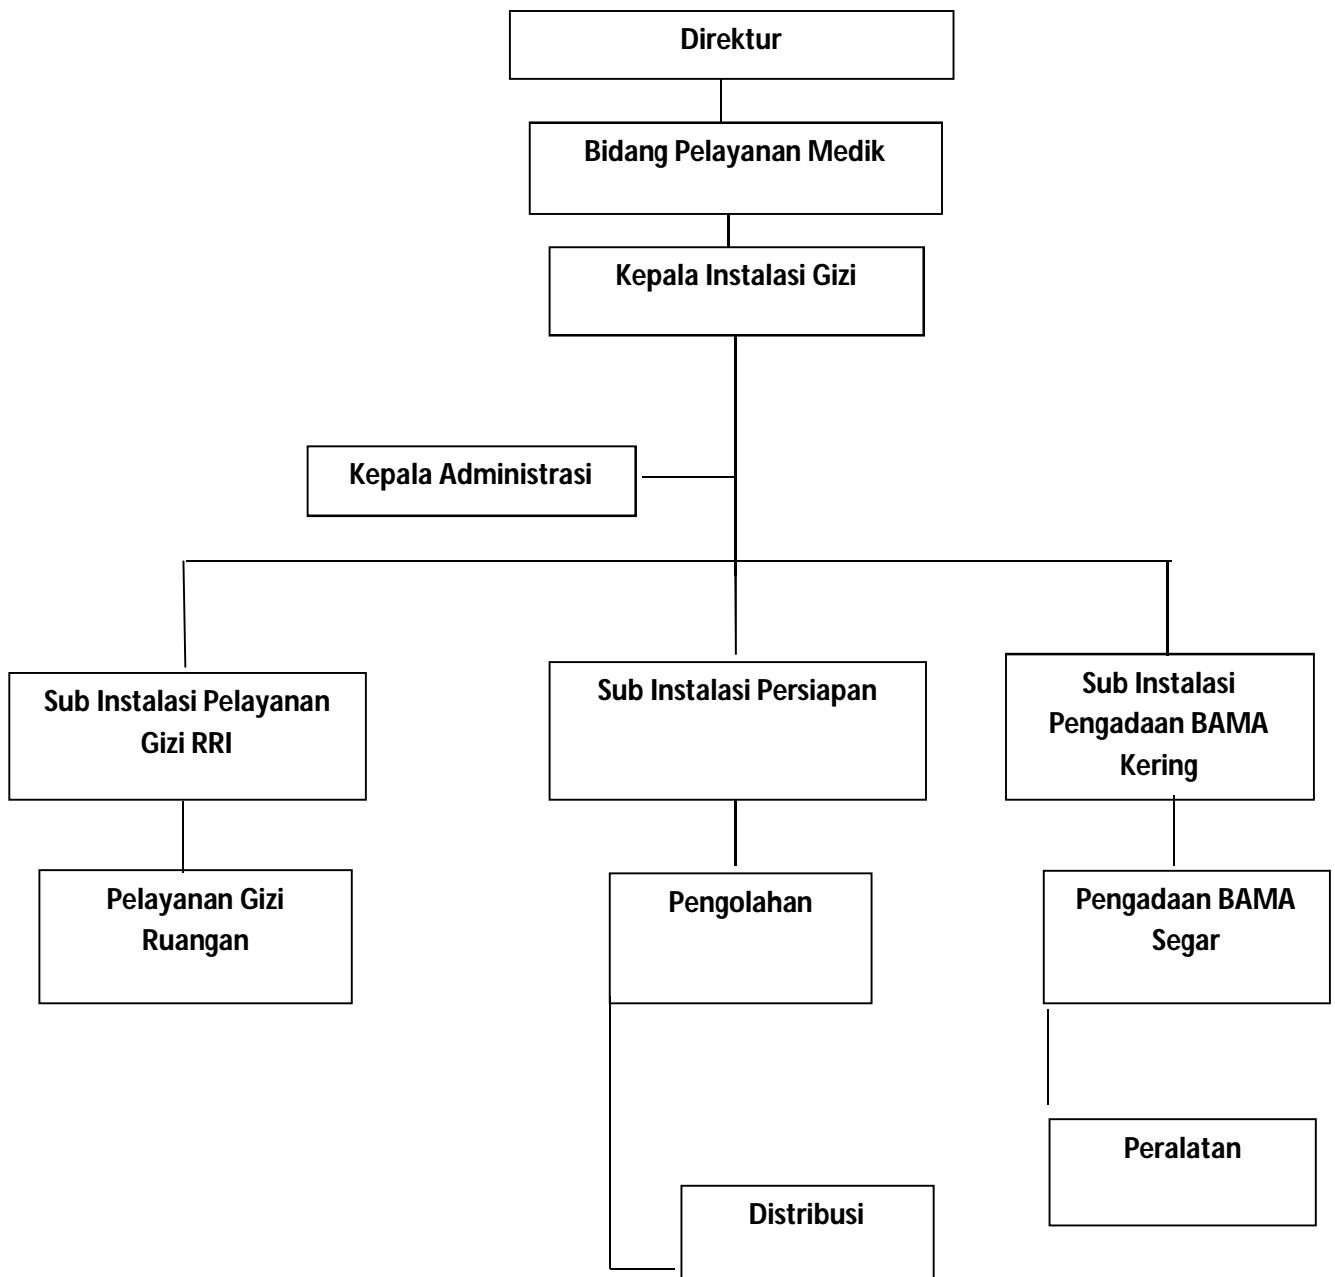 Direktur
Bidang Pelayanan Medik
Kepala Instalasi Gizi
Kepala Administrasi
Sub Instalasi Pelayanan
Gizi RRI
Sub Instalasi Persiapan
Sub Instalasi
Pengadaan BAMA
Kering
Pelayanan Gizi
Ruangan
Pengolahan
Pengadaan BAMA
Segar
Peralatan
Distribusi